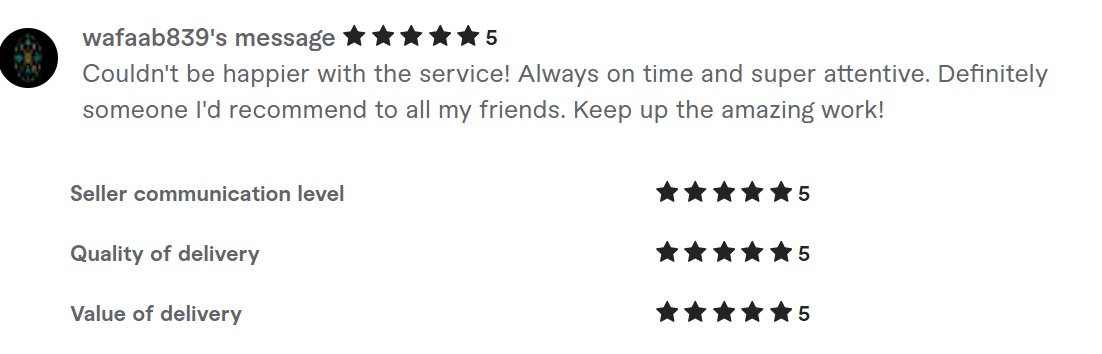 wafaab839's message ★★★★★ 5
Couldn't be happier with the service! Always on time and super attentive. Definitely
someone I'd recommend to all my friends. Keep up the amazing work!
Seller communication level ★★★★★ 5
Quality of delivery ★★★★★ 5
Value of delivery ★★★★★ 5